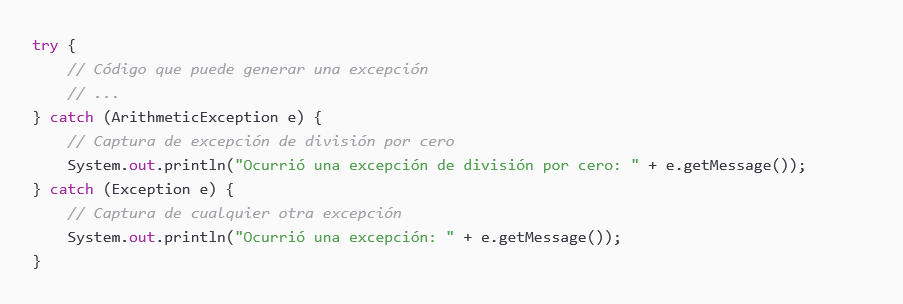 try {
    // Código que puede generar una excepción
    // ...
} catch (ArithmeticException e) {
    // Captura de excepción de división por cero
    System.out.println("Ocurrió una excepción de división por cero: " + e.getMessage());
} catch (Exception e) {
    // Captura de cualquier otra excepción
    System.out.println("Ocurrió una excepción: " + e.getMessage());
}